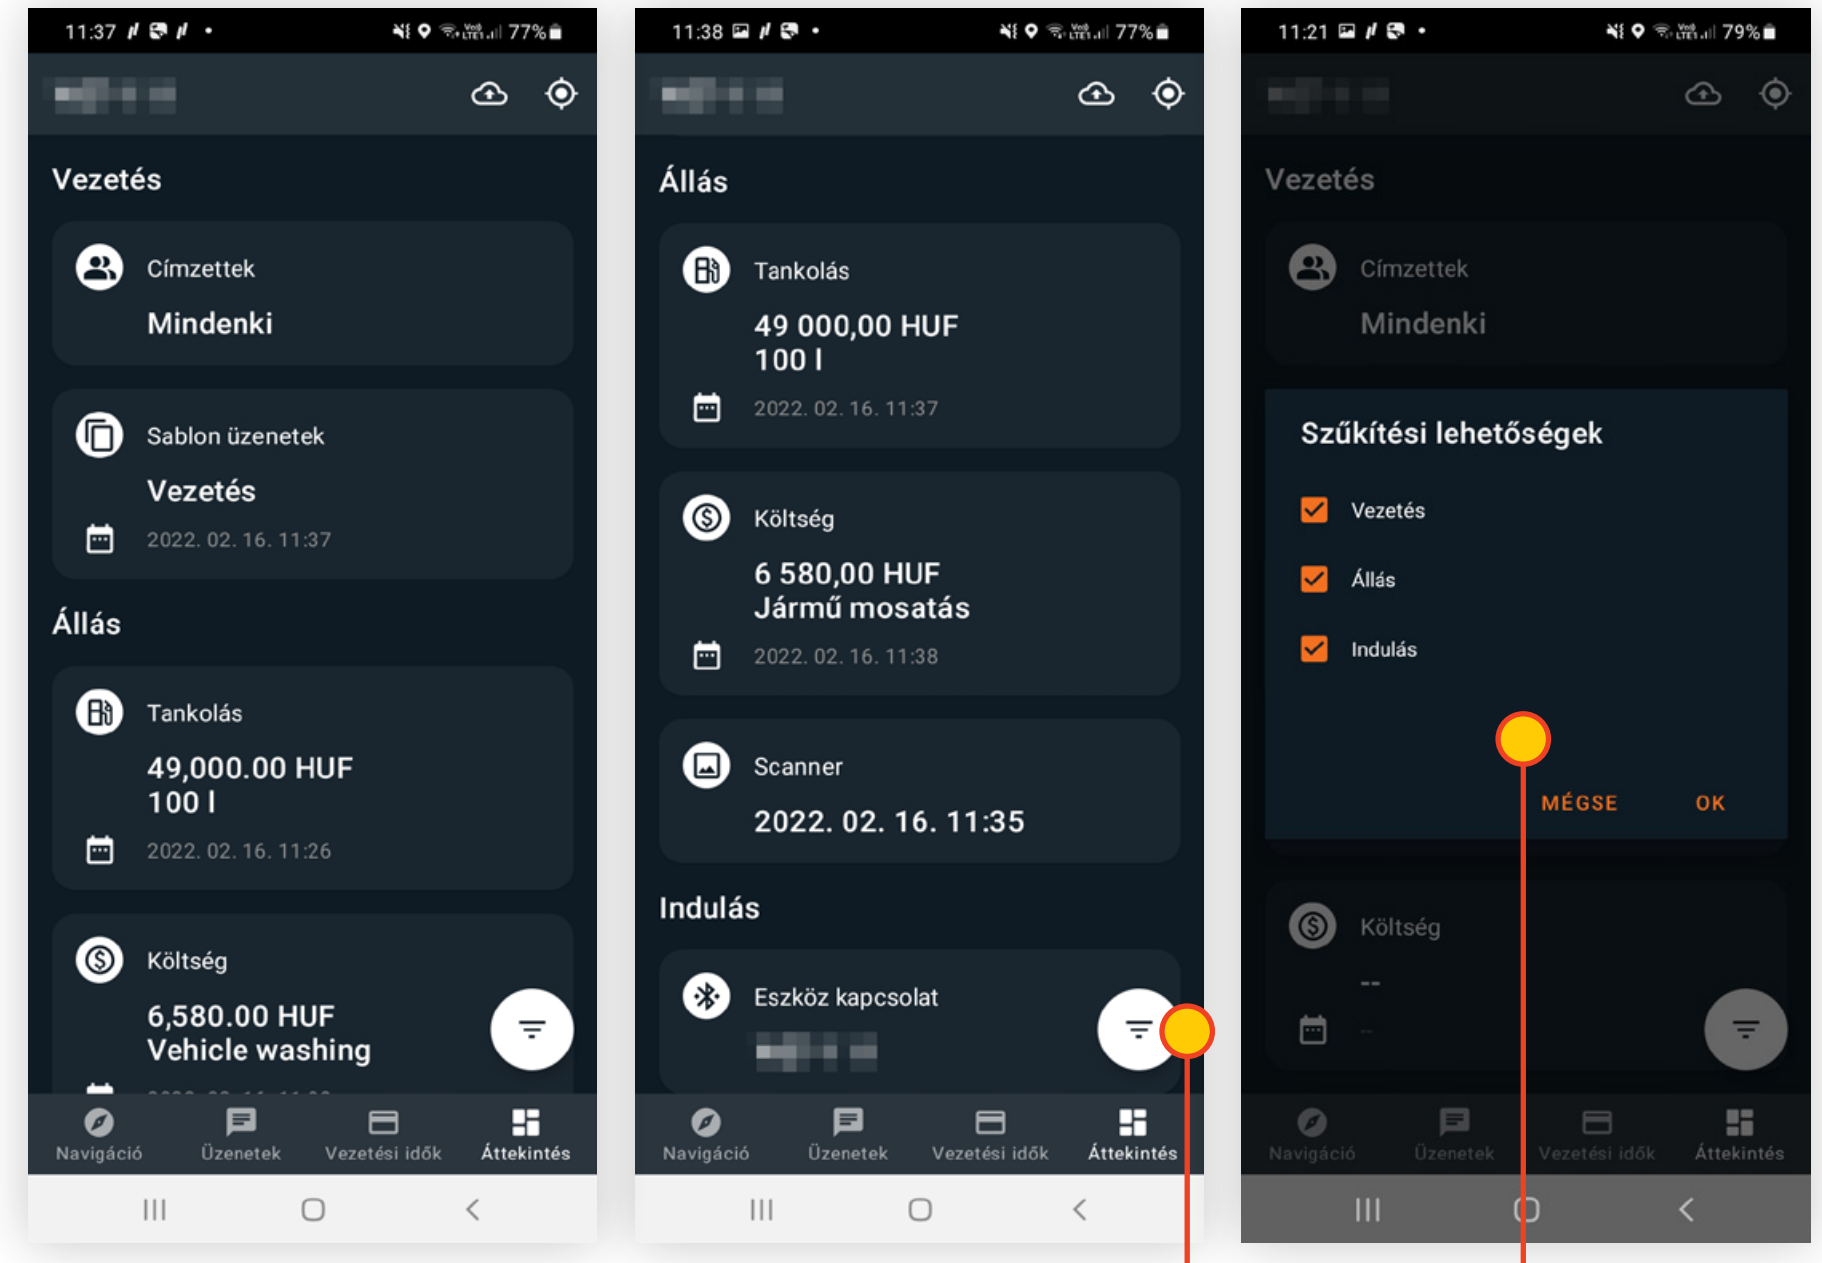 11:37
77%
Vezetés
Címzettek
Mindenki
Sablon üzenetek
Vezetés
2022. 02. 16. 11:37
Állás
Tankolás
49,000.00 HUF
100 l
2022. 02. 16. 11:26
Költség
6,580.00 HUF
Vehicle washing
Navigáció
Üzenetek
Vezetési idők
Áttekintés
11:38
77%
Állás
Tankolás
49 000,00 HUF
100 l
2022. 02. 16. 11:37
Költség
6 580,00 HUF
Jármű mosatás
2022. 02. 16. 11:38
Scanner
2022. 02. 16. 11:35
Indulás
Eszköz kapcsolat
Navigáció
Üzenetek
Vezetési idők
Áttekintés
11:21
79%
Vezetés
Címzettek
Mindenki
Szűkítési lehetőségek
Vezetés
Állás
Indulás
MÉGSE
OK
Költség
--
--
Navigáció
Üzenetek
Vezetési idők
Áttekintés